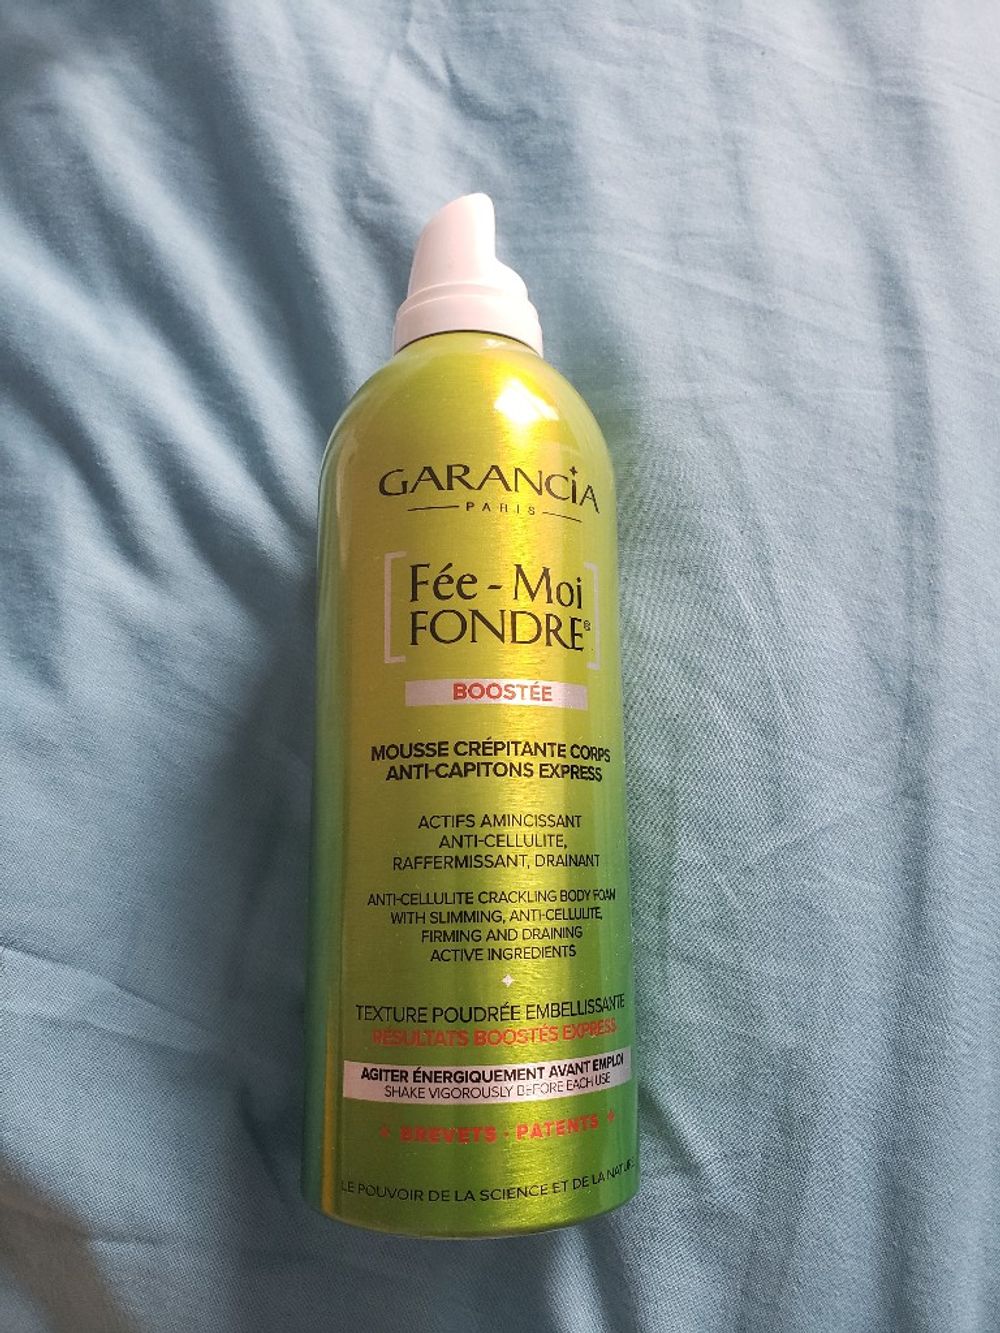 GARANCiA
PARIS
Fée - Moi
FONDRE®
BOOSTÉE
MOUSSE CRÉPITANTE CORPS
ANTI-CAPITONS EXPRESS
ACTIFS AMINCISSANT
ANTI-CELLULITE,
RAFFERMISSANT, DRAINANT
ANTI-CELLULITE CRACKLING BODY FOAM
WITH SLIMMING, ANTI-CELLULITE,
FIRMING AND DRAINING
ACTIVE INGREDIENTS
TEXTURE POUDRÉE EMBELLISSANTE
RÉSULTATS BOOSTÉS EXPRESS
AGITER ÉNERGIQUEMENT AVANT EMPLOI
SHAKE VIGOROUSLY BEFORE EACH USE
+ BREVETS - PATENTS +
LE POUVOIR DE LA SCIENCE ET DE LA NATURE